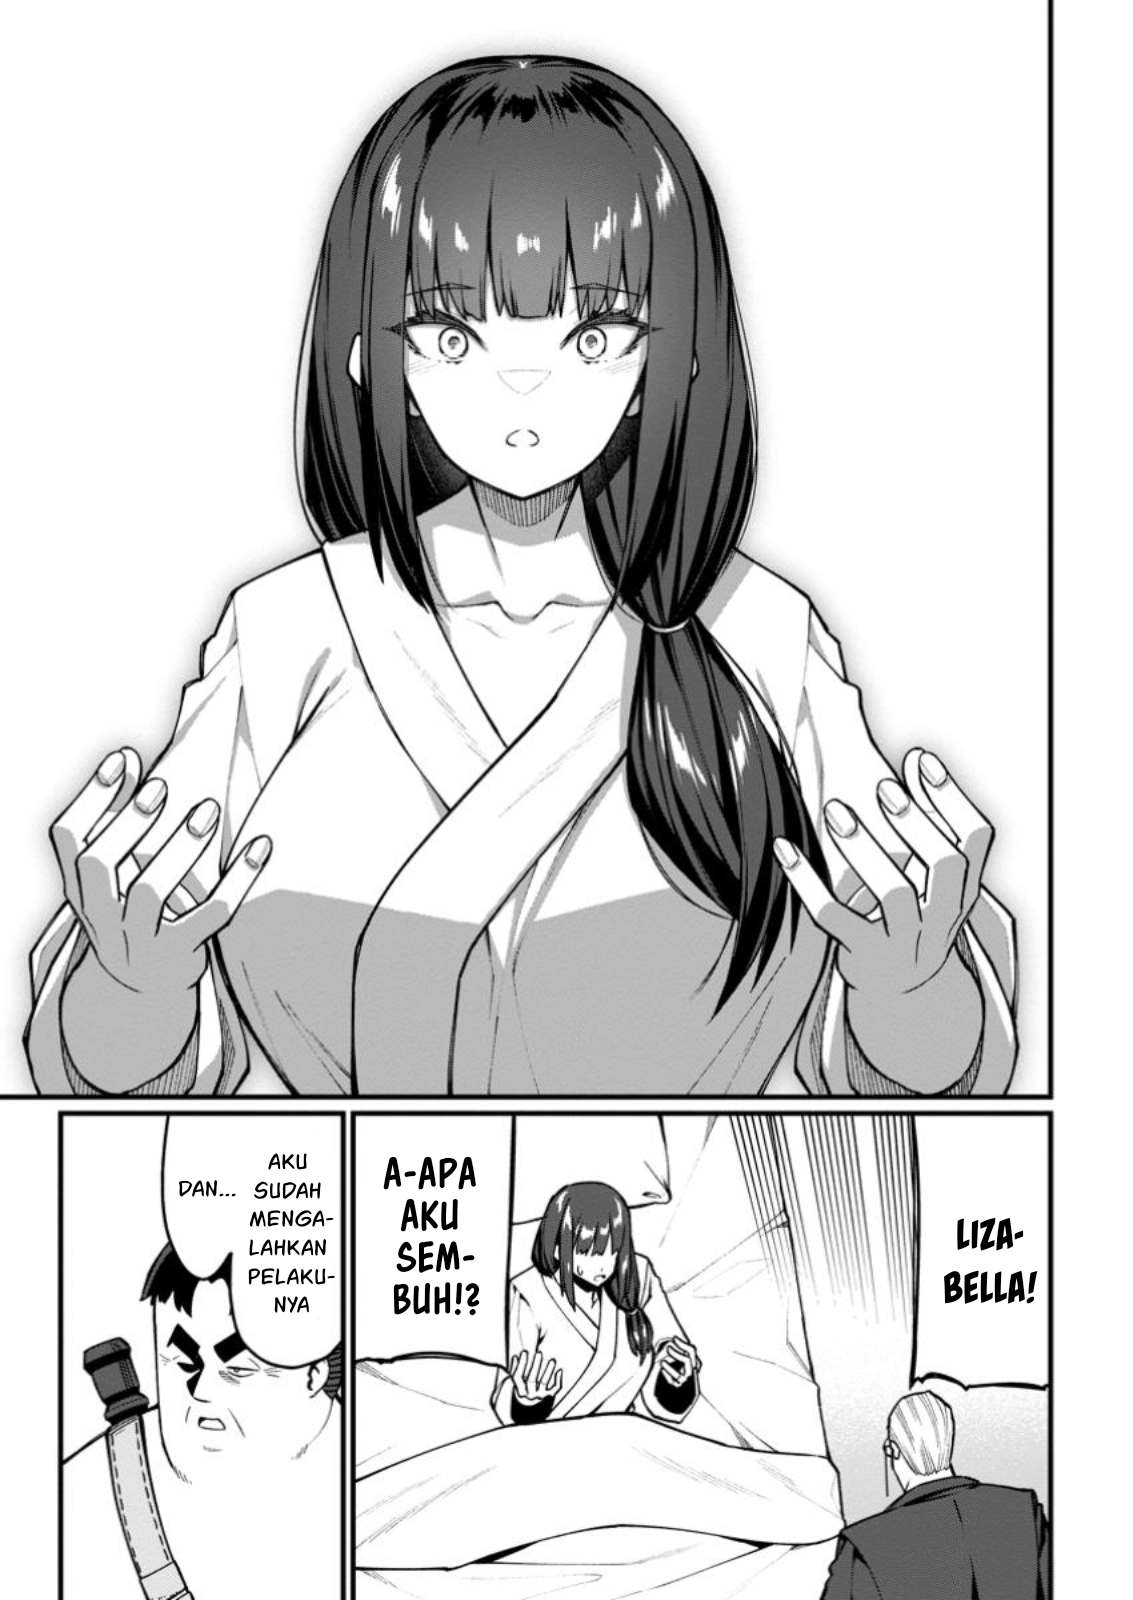 LIZA-
BELLA!
A-APA
AKU
SEM-
BUH!?
AKU
SUDAH
MENGA-
LAHKAN
PELAKU-
NYA
DAN...